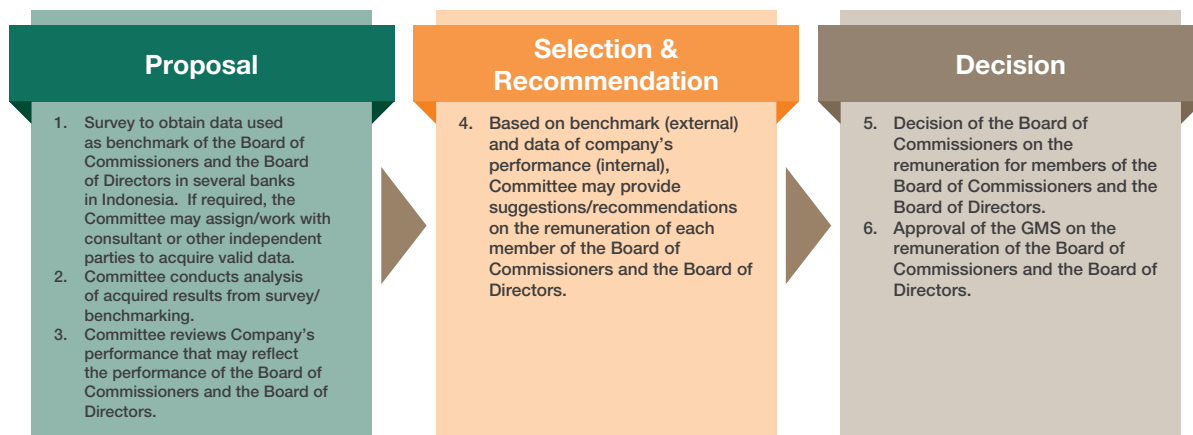 Proposal
1. Survey to obtain data used
as benchmark of the Board of
Commissioners and the Board
of Directors in several banks
in Indonesia. If required, the
Committee may assign/work with
consultant or other independent
parties to acquire valid data.
2. Committee conducts analysis
of acquired results from survey/
benchmarking.
3. Committee reviews Company's
performance that may reflect
the performance of the Board of
Commissioners and the Board of
Directors.
Selection &
Recommendation
4. Based on benchmark (external)
and data of company's
performance (internal),
Committee may provide
suggestions/recommendations
on the remuneration of each
member of the Board of
Commissioners and the Board of
Directors.
Decision
5. Decision of the Board of
Commissioners on the
remuneration for members of the
Board of Commissioners and the
Board of Directors.
6. Approval of the GMS on the
remuneration of the Board of
Commissioners and the Board of
Directors.